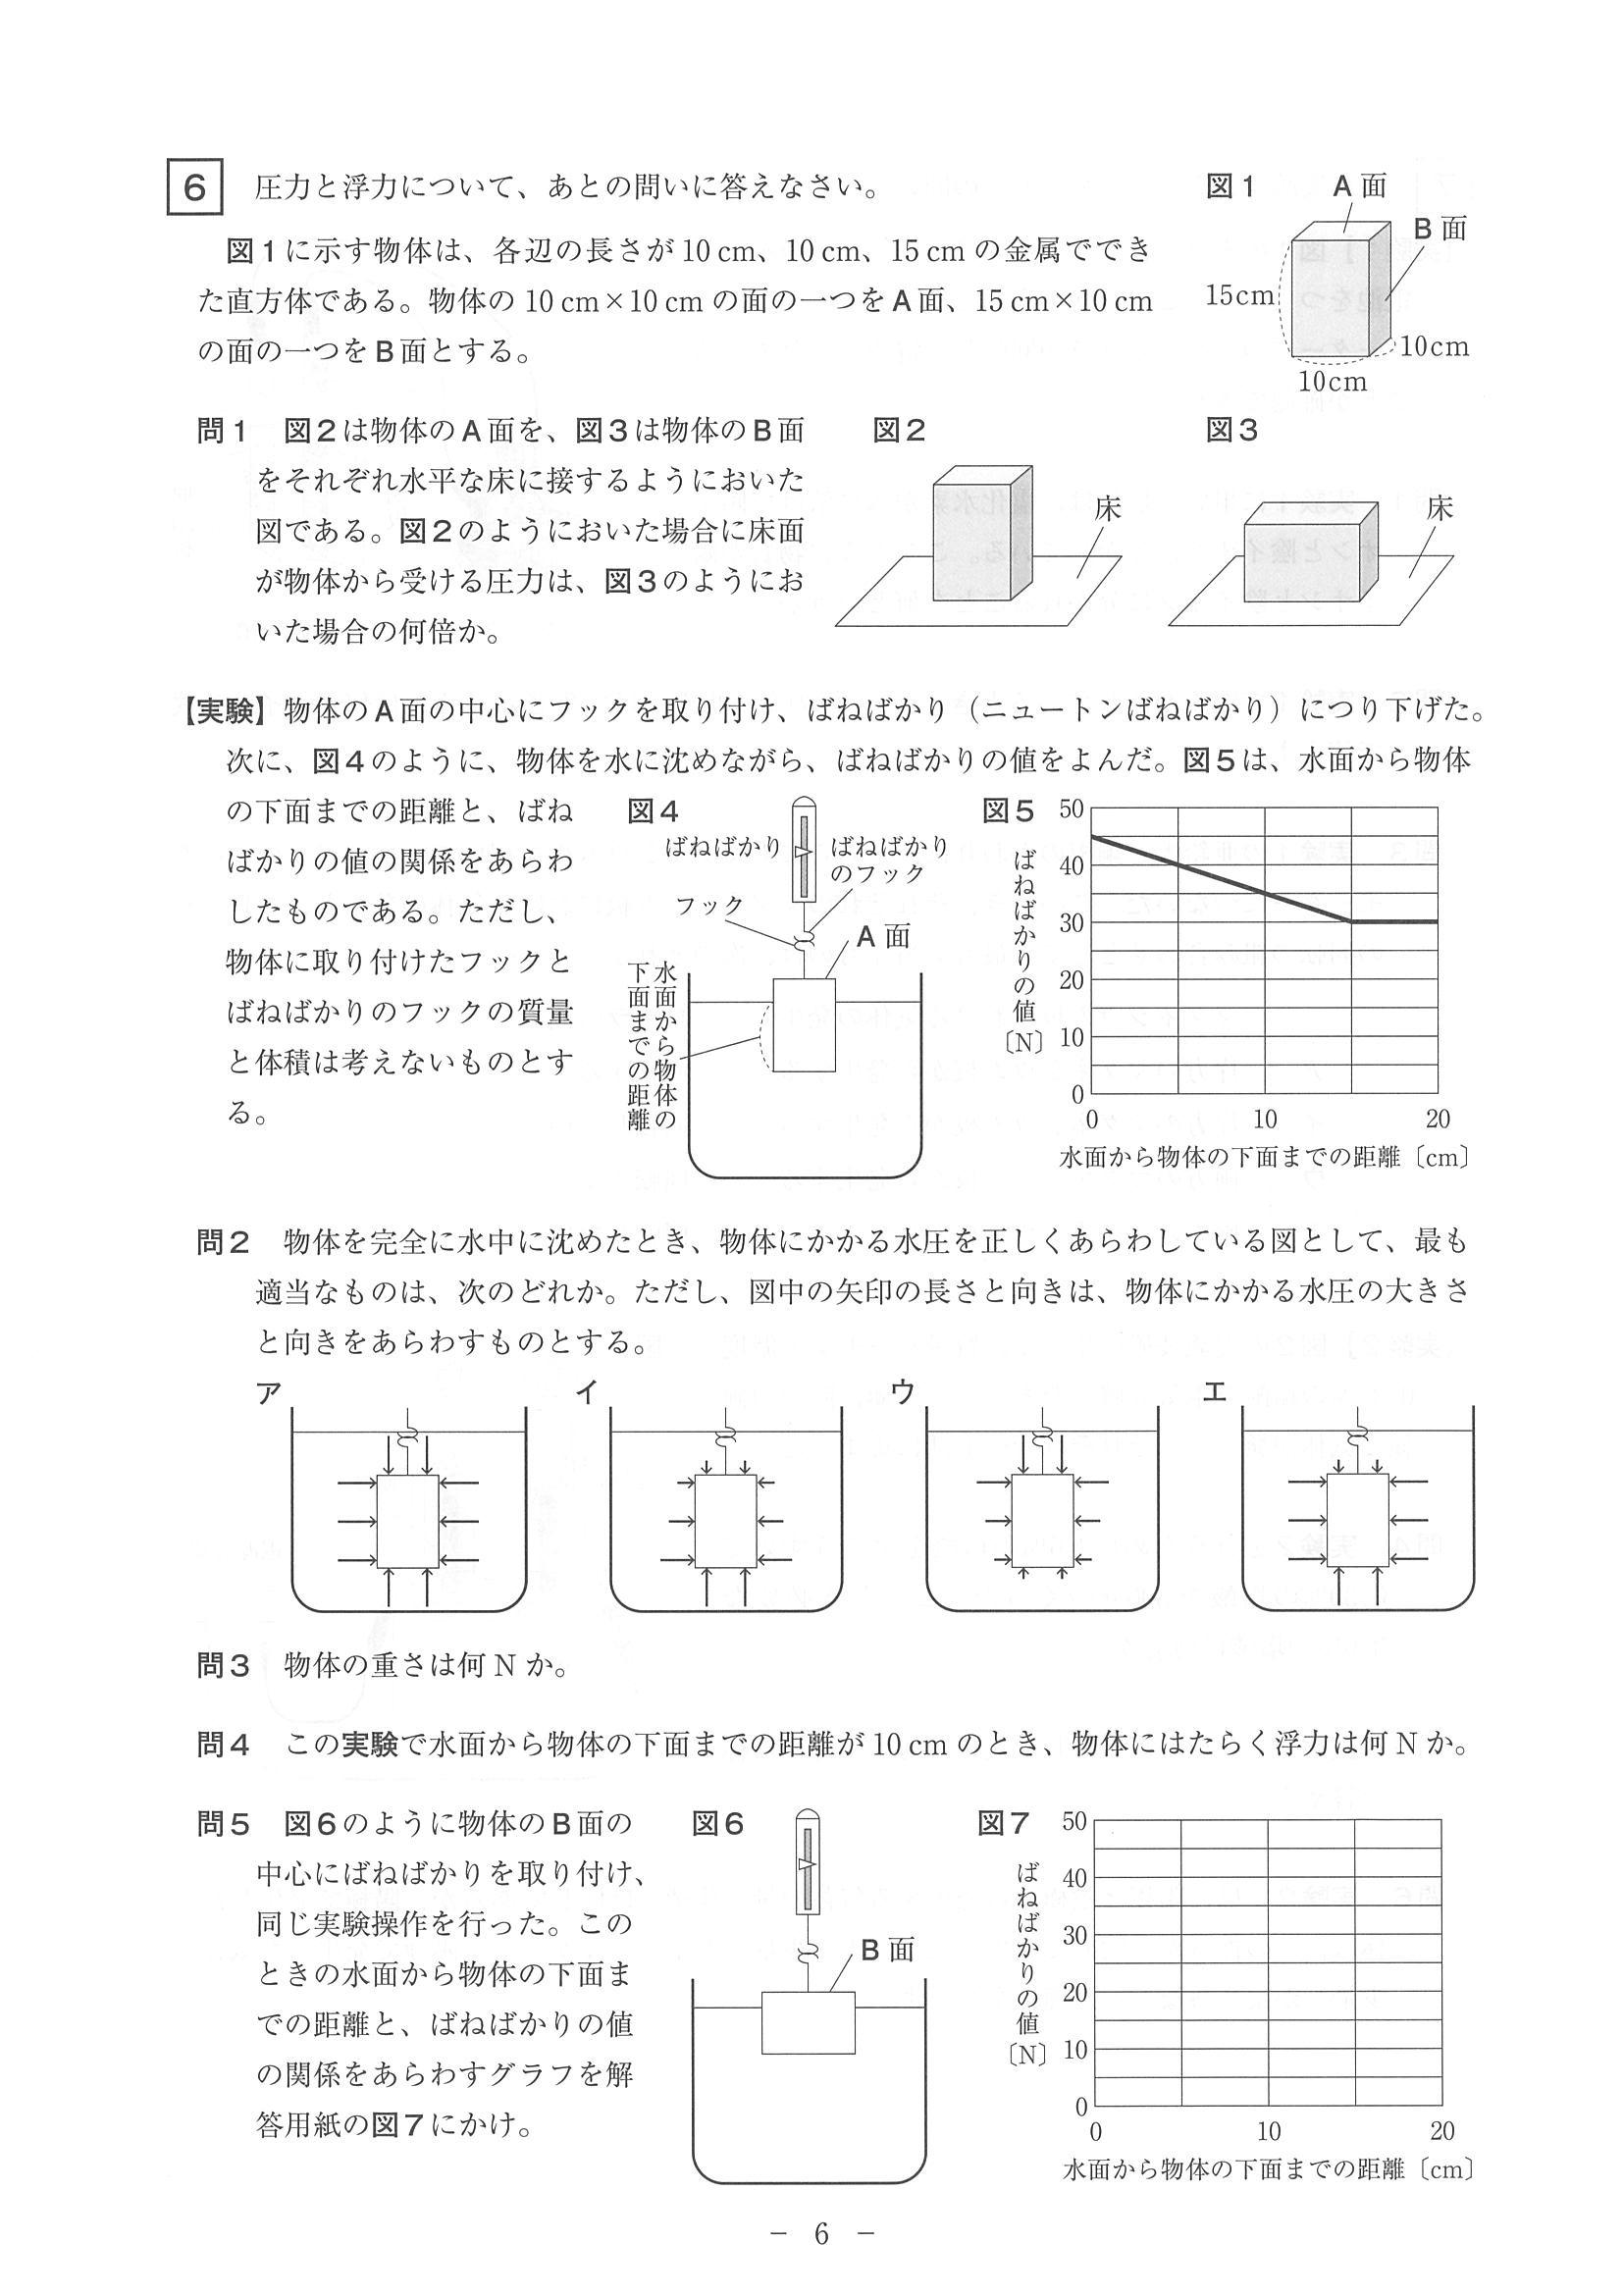 6 圧力と浮力について、あとの問いに答えなさい。
図1に示す物体は、各辺の長さが 10 cm、10 cm、15 cm の金属ででき
た直方体である。物体の 10 cm×10 cm の面の一つをA面、15 cm×10 cm
の面の一つをB面とする。
図1
A 面
B 面
15cm
10cm
10cm
問1 図2は物体のA面を、図3は物体のB面
をそれぞれ水平な床に接するようにおいた
図である。図2のようにおいた場合に床面
が物体から受ける圧力は、図3のようにお
いた場合の何倍か。
図2
床
図3
床
【実験】物体のA面の中心にフックを取り付け、ばねばかり(ニュートンばねばかり)につり下げた。
次に、図4のように、物体を水に沈めながら、ばねばかりの値をよんだ。図5は、水面から物体
の下面までの距離と、ばね
ばかりの値の関係をあらわ
したものである。ただし、
物体に取り付けたフックと
ばねばかりのフックの質量
と体積は考えないものとす
る。
図4
ばねばかり
ばねばかり
のフック
フック
A 面
水面から物体の
下面までの距離
図5
ばねばかりの値
〔N〕
50
40
30
20
10
0
0 10 20
水面から物体の下面までの距離〔cm〕
問2 物体を完全に水中に沈めたとき、物体にかかる水圧を正しくあらわしている図として、最も
適当なものは、次のどれか。ただし、図中の矢印の長さと向きは、物体にかかる水圧の大きさ
と向きをあらわすものとする。
ア イ ウ エ
問3 物体の重さは何 N か。
問4 この実験で水面から物体の下面までの距離が 10 cm のとき、物体にはたらく浮力は何 N か。
問5 図6のように物体のB面の
中心にばねばかりを取り付け、
同じ実験操作を行った。この
ときの水面から物体の下面ま
での距離と、ばねばかりの値
の関係をあらわすグラフを解
答用紙の図7にかけ。
図6
B 面
図7
ばねばかりの値
〔N〕
50
40
30
20
10
0
0 10 20
水面から物体の下面までの距離〔cm〕
− 6 −